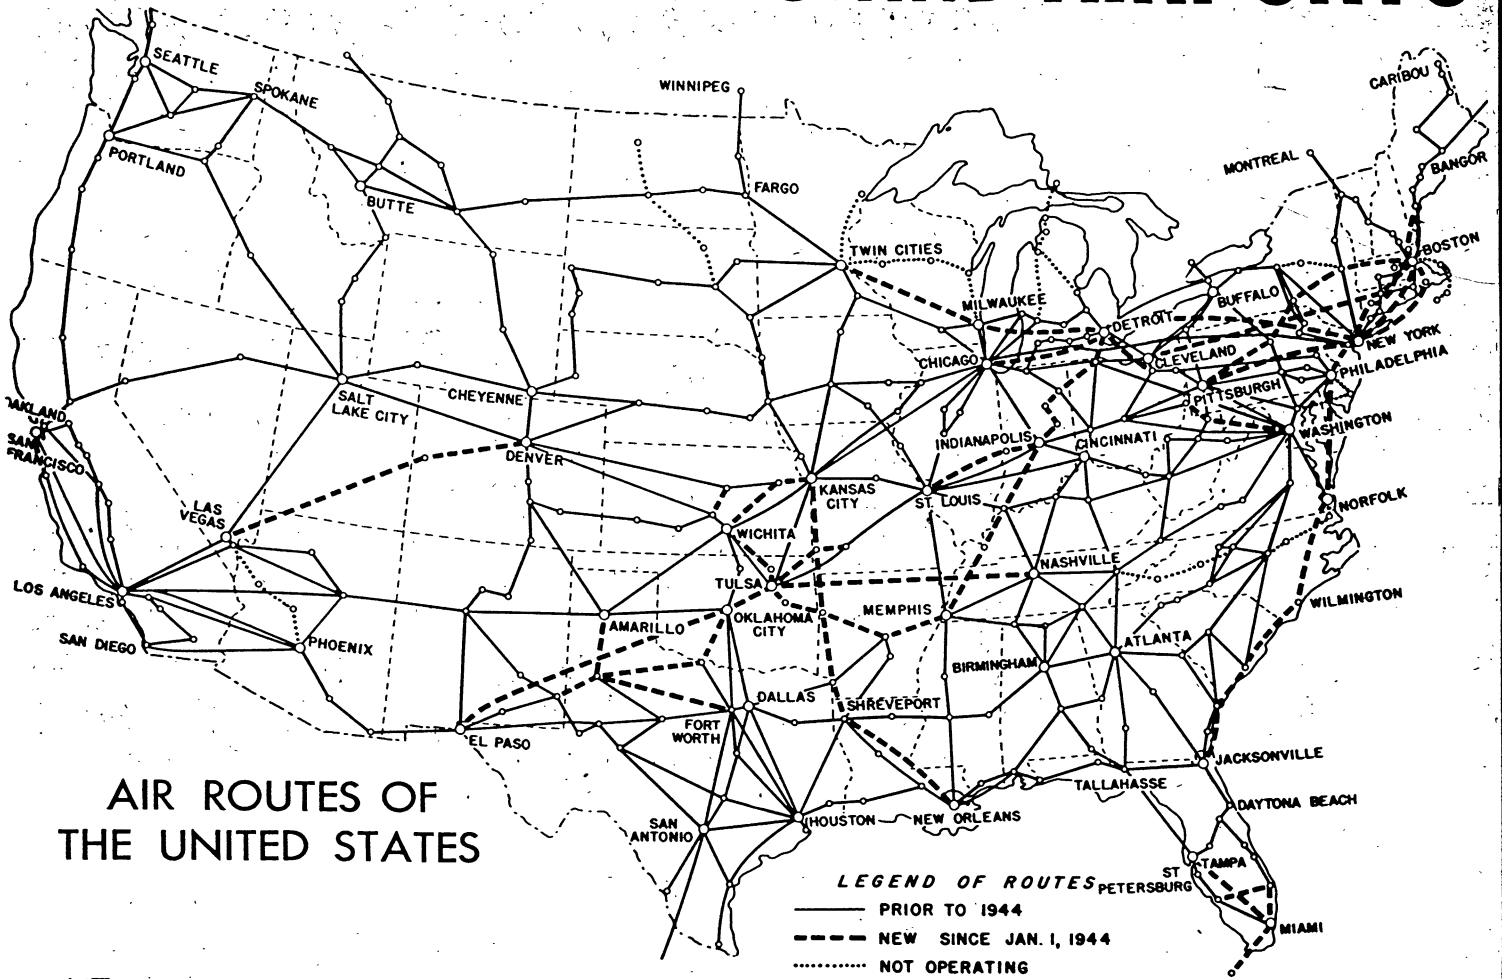 SEATTLE
SPOKANE
PORTLAND
BUTTE
WINNIPEG
FARGO
TWIN CITIES
MILWAUKEE
CHICAGO
DETROIT
BUFFALO
CLEVELAND
PITTSBURGH
MONTREAL
CARIBOU
BANGOR
BOSTON
NEW YORK
PHILADELPHIA
WASHINGTON
NORFOLK
WILMINGTON
OAKLAND
SAN
FRANCISCO
SALT
LAKE CITY
CHEYENNE
DENVER
LAS
VEGAS
LOS ANGELES
SAN DIEGO
PHOENIX
KANSAS
CITY
ST. LOUIS
INDIANAPOLIS
CINCINNATI
WICHITA
TULSA
OKLAHOMA
CITY
AMARILLO
MEMPHIS
NASHVILLE
ATLANTA
BIRMINGHAM
EL PASO
FORT
WORTH
DALLAS
SHREVEPORT
SAN
ANTONIO
HOUSTON
NEW ORLEANS
TALLAHASSE
JACKSONVILLE
DAYTONA BEACH
TAMPA
ST
PETERSBURG
MIAMI
AIR ROUTES OF
THE UNITED STATES
LEGEND OF ROUTES
PRIOR TO 1944
NEW SINCE JAN. 1, 1944
NOT OPERATING